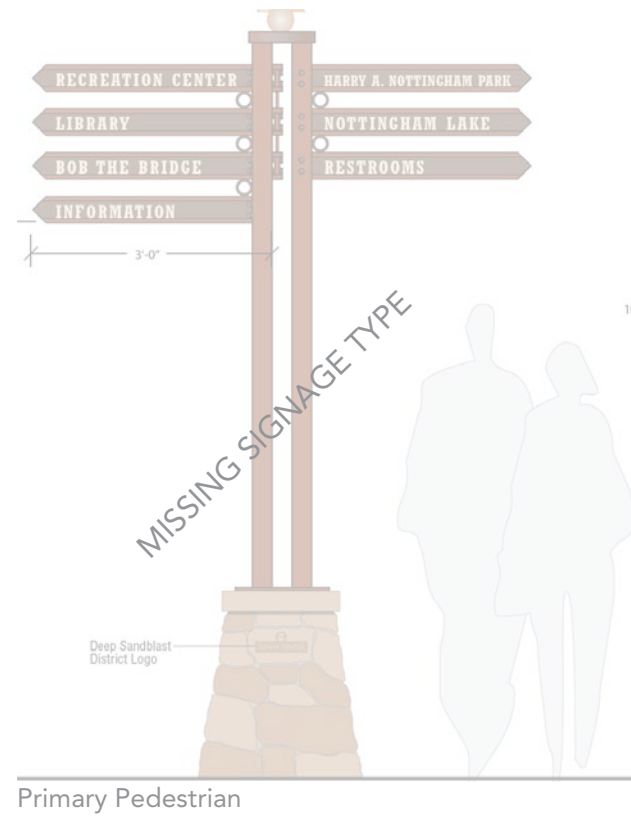 RECREATION CENTER
HARRY A. NOTTINGHAM PARK
LIBRARY
NOTTINGHAM LAKE
BOB THE BRIDGE
RESTROOMS
INFORMATION
3'-0"
10
MISSING SIGNAGE TYPE
Deep Sandblast
District Logo
Primary Pedestrian